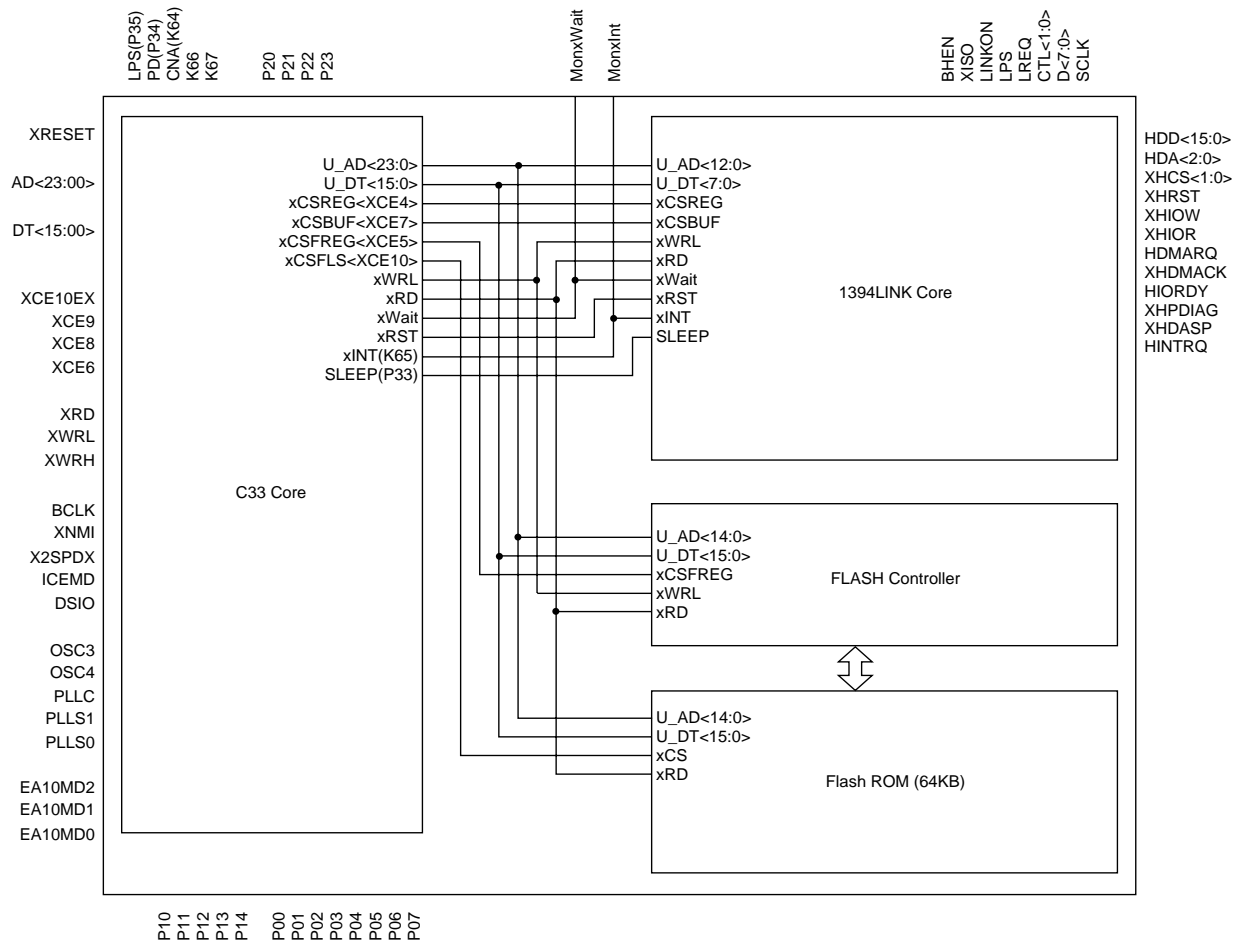 LPS(P35)
PD(P34)
CNA(K64)
K66
K67
P20
P21
P22
P23
MonxWait
MonxInt
BHEN
XISO
LINKON
LPS
LREQ
CTL<1:0>
D<7:0>
SCLK
XRESET
AD<23:00>
DT<15:00>
XCE10EX
XCE9
XCE8
XCE6
XRD
XWRL
XWRH
BCLK
XNMI
X2SPDX
ICEMD
DSIO
OSC3
OSC4
PLLC
PLLS1
PLLS0
EA10MD2
EA10MD1
EA10MD0
U_AD<23:0>
U_DT<15:0>
xCSREG<XCE4>
xCSBUF<XCE7>
xCSFREG<XCE5>
xCSFLS<XCE10>
xWRL
xRD
xWait
xRST
xINT(K65)
SLEEP(P33)
C33 Core
U_AD<12:0>
U_DT<7:0>
xCSREG
xCSBUF
xWRL
xRD
xWait
xRST
xINT
SLEEP
1394LINK Core
U_AD<14:0>
U_DT<15:0>
xCSFREG
xWRL
xRD
FLASH Controller
U_AD<14:0>
U_DT<15:0>
xCS
xRD
Flash ROM (64KB)
HDD<15:0>
HDA<2:0>
XHCS<1:0>
XHRST
XHIOW
XHIOR
HDMARQ
XHDMACK
HIORDY
XHPDIAG
XHDASP
HINTRQ
P10
P11
P12
P13
P14
P00
P01
P02
P03
P04
P05
P06
P07